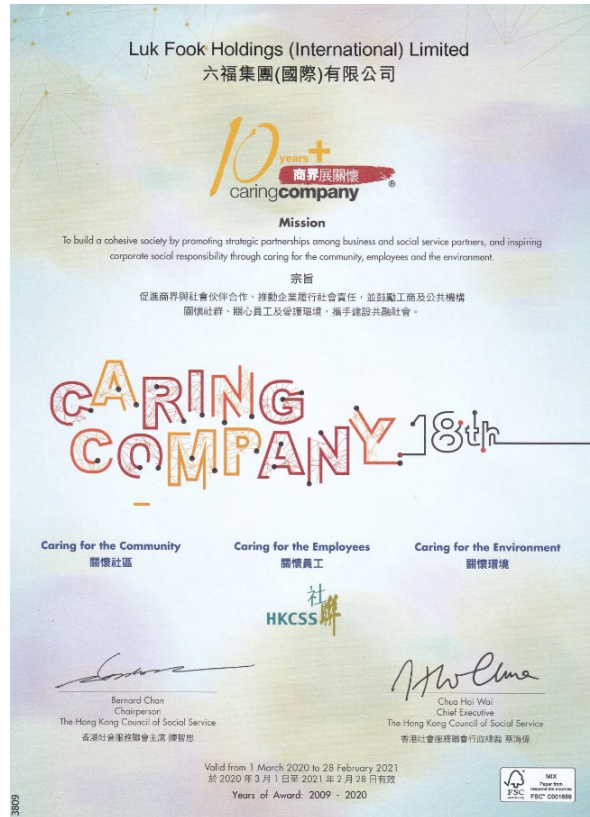 Luk Fook Holdings (International) Limited
六福集團(國際)有限公司
10 years+
商界展關懷
caringcompany®
Mission
To build a cohesive society by promoting strategic partnerships among business and social service partners, and inspiring
corporate social responsibility through caring for the community, employees and the environment.
宗旨
促進商界與社會伙伴合作、推動企業履行社會責任，並鼓勵工商及公共機構
關懷社群、關心員工及愛護環境，攜手建設共融社會。
CARING
COMPANY 18th
Caring for the Community
關懷社區
Caring for the Employees
關懷員工
Caring for the Environment
關懷環境
社
HKCSS 聯
Bernard Chan
Chairperson
The Hong Kong Council of Social Service
香港社會服務聯會主席 陳智思
Chua Hoi Wai
Chief Executive
The Hong Kong Council of Social Service
香港社會服務聯會行政總裁 蔡海偉
Valid from 1 March 2020 to 28 February 2021
於 2020 年 3 月 1 日至 2021 年 2 月 28 日有效
Years of Award: 2009 - 2020
3809
FSC
MIX
Paper from
responsible sources
FSC® C001689